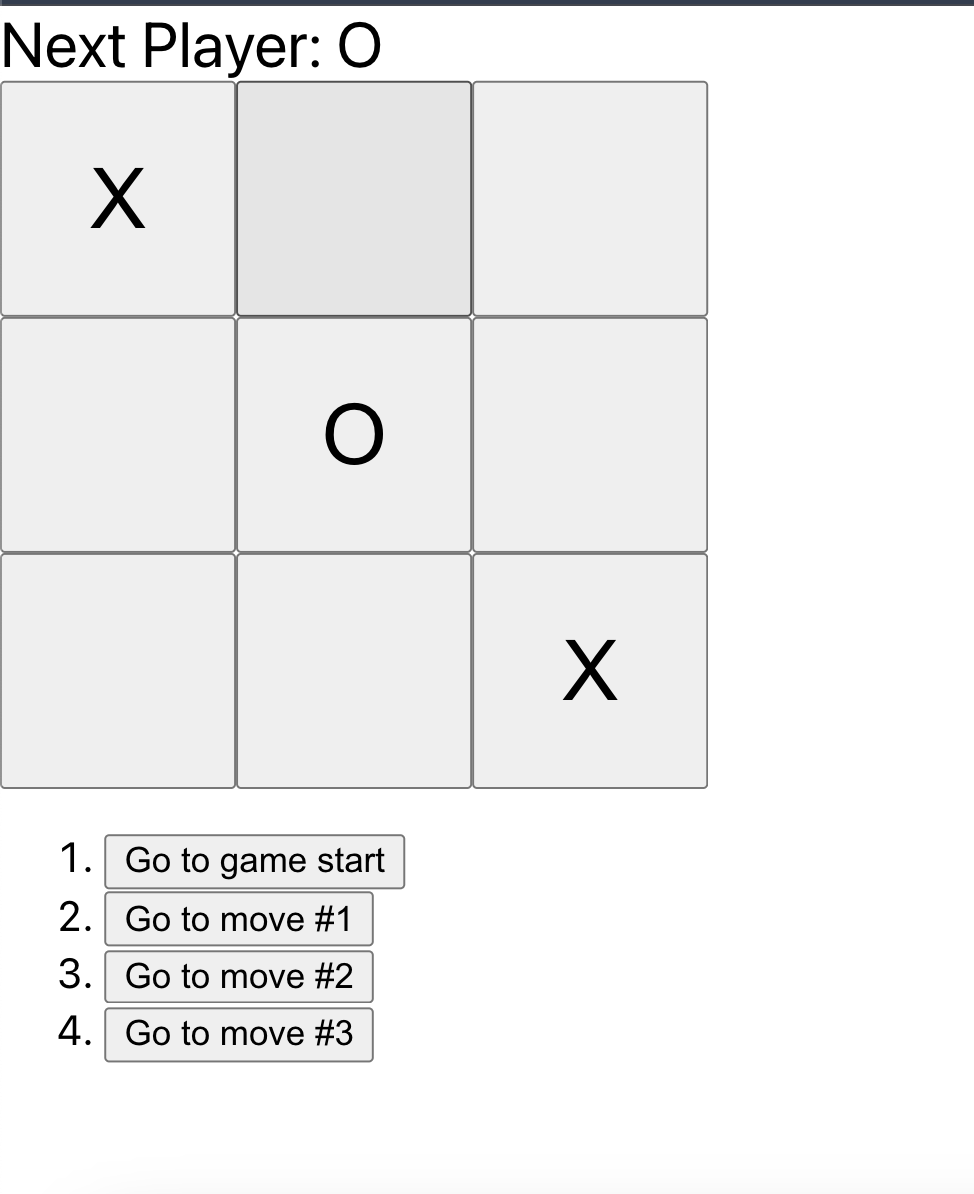 Next Player: O
X
O
X
1. Go to game start
2. Go to move #1
3. Go to move #2
4. Go to move #3